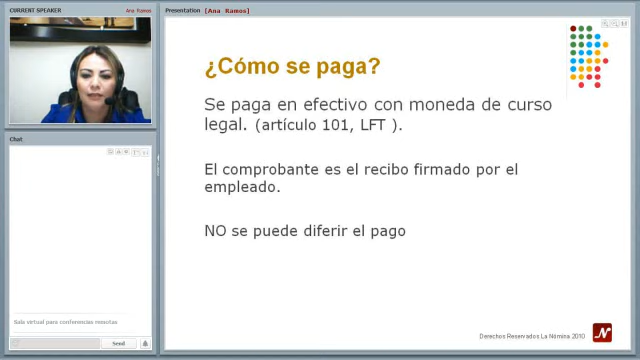 CURRENT SPEAKER
Ana Ramos
Presentation [Ana Ramos]
¿Cómo se paga?
Se paga en efectivo con moneda de curso
legal. (artículo 101, LFT ).
El comprobante es el recibo firmado por el
empleado.
NO se puede diferir el pago
Chat
Sala virtual para conferencias remotas
Send
Derechos Reservados La Nómina 2010
N